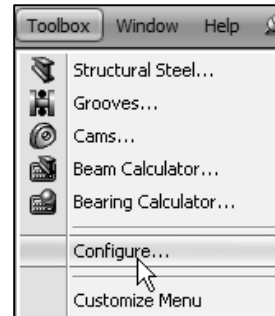 Toolbox Window Help
Structural Steel...
Grooves...
Cams...
Beam Calculator...
Bearing Calculator...
Configure...
Customize Menu